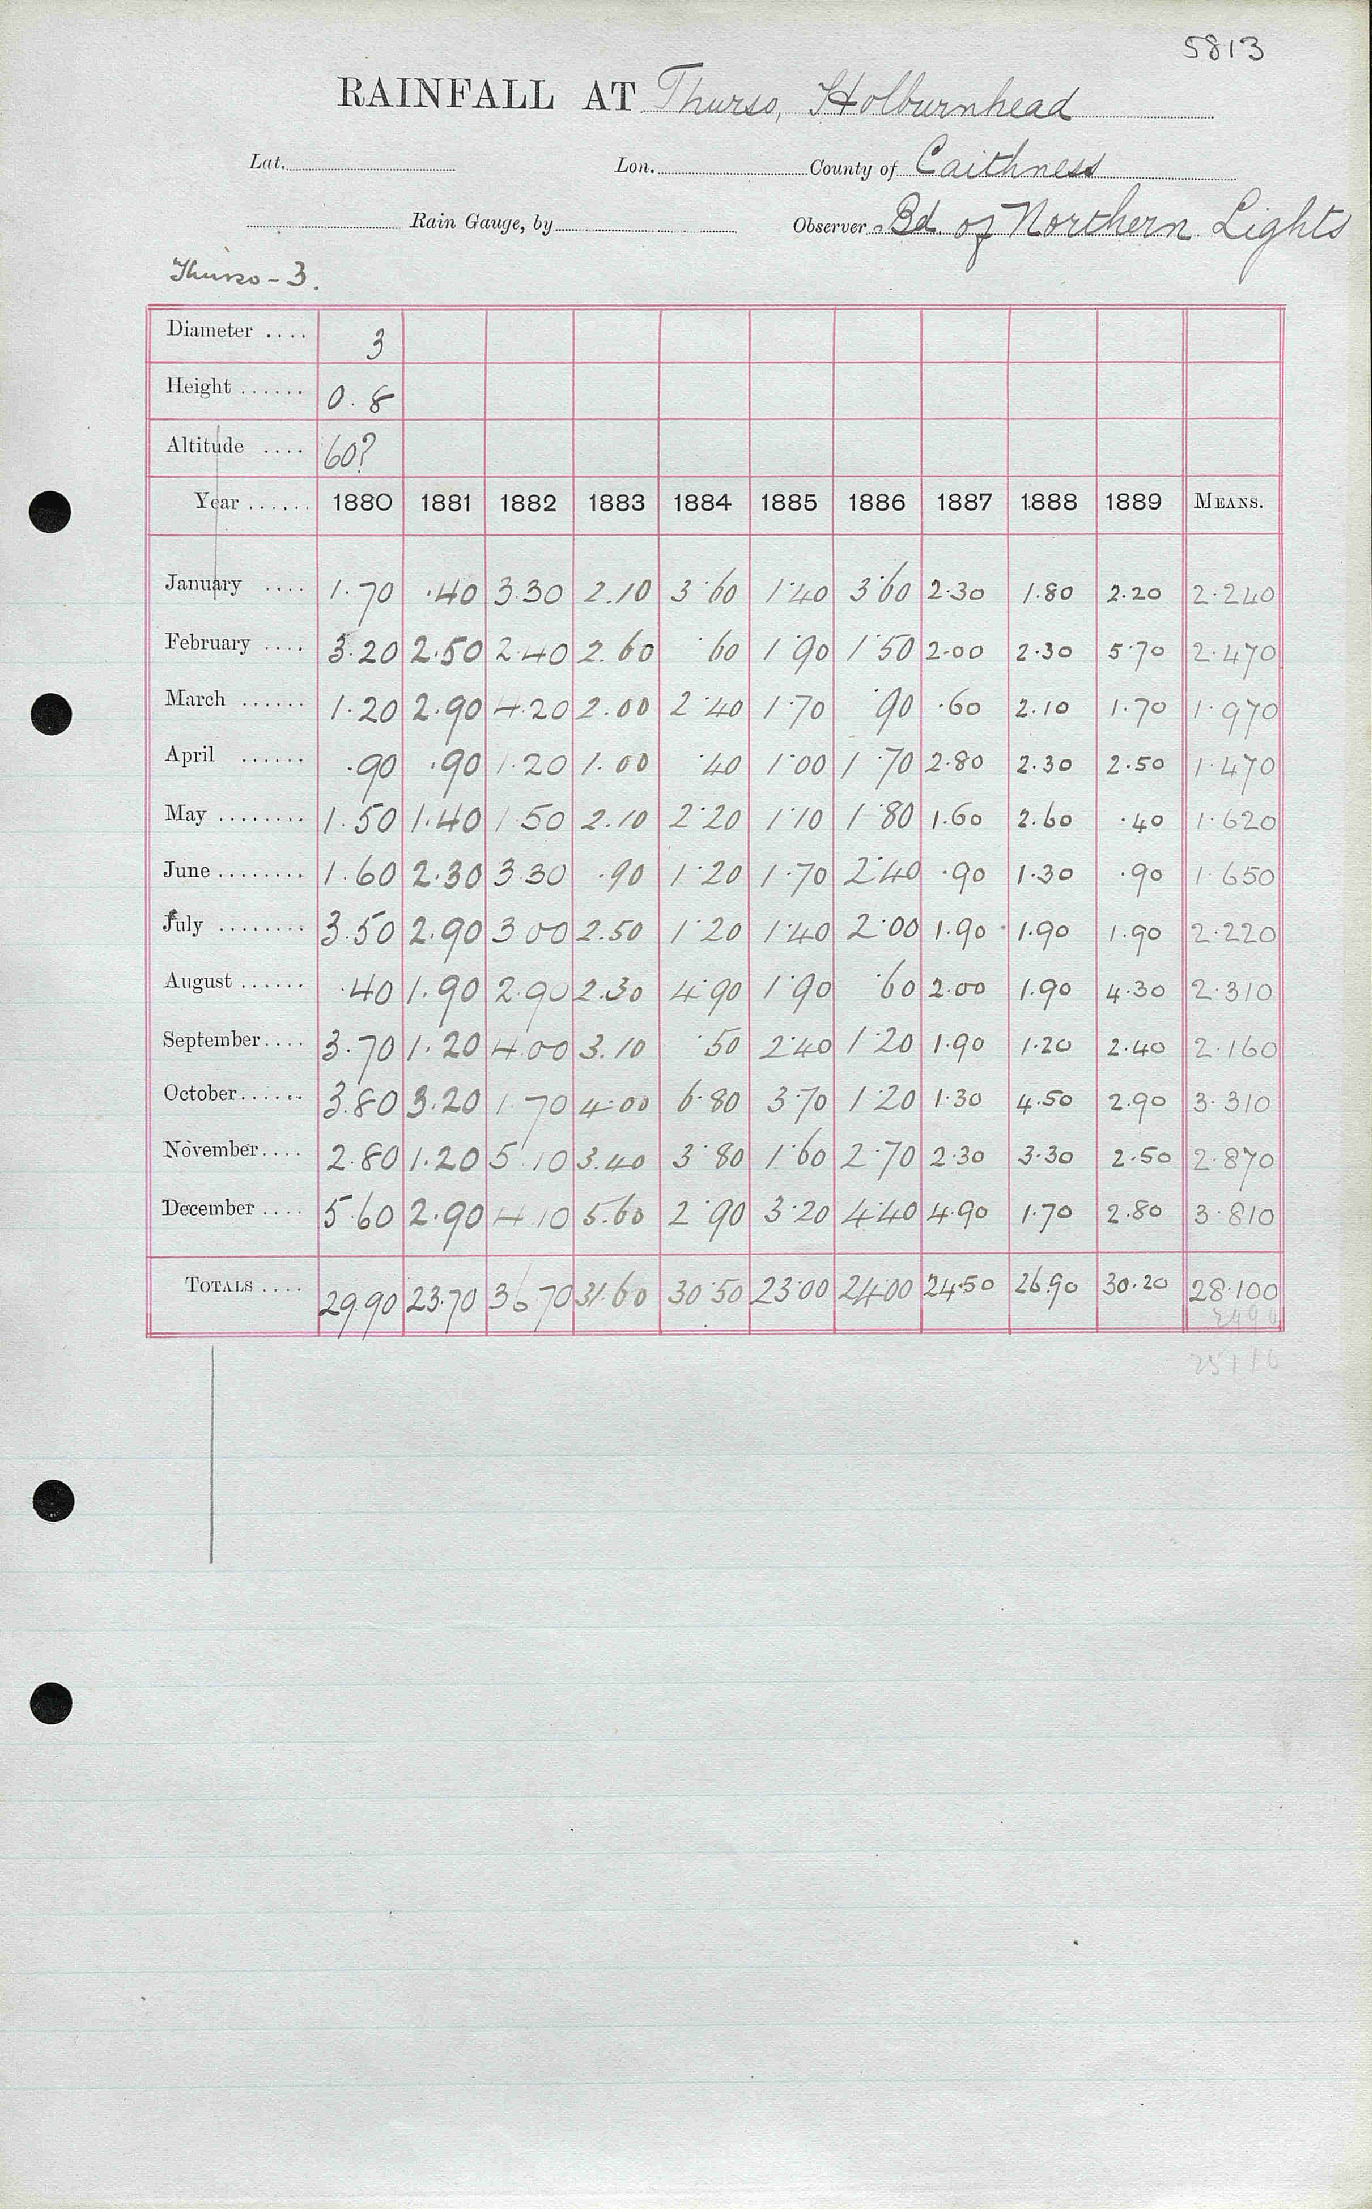 5813
RAINFALL AT Thurso, Holburnhead
Lat. Lon. County of Caithness
Rain Gauge, by Observer Bd. of Northern Lights
Thurso - 3.
Diameter .... 3
Height ...... 0.8
Altitude .... 60?
Year ...... 1880 1881 1882 1883 1884 1885 1886 1887 1888 1889 MEANS.
January .... 1.70 .40 3.30 2.10 3.60 1.40 3.60 2.30 1.80 2.20 2.240
February .... 3.20 2.50 2.40 2.60 .60 1.90 1.50 2.00 2.30 5.70 2.470
March ...... 1.20 2.90 4.20 2.00 2.40 1.70 .90 .60 2.10 1.70 1.970
April ...... .90 .90 1.20 1.00 .40 1.00 1.70 2.80 2.30 2.50 1.470
May ........ 1.50 1.40 1.50 2.10 2.20 1.10 1.80 1.60 2.60 .40 1.620
June ........ 1.60 2.30 3.30 .90 1.20 1.70 2.40 .90 1.30 .90 1.650
July ........ 3.50 2.90 3.00 2.50 1.20 1.40 2.00 1.90 1.90 1.90 2.220
August ...... .40 1.90 2.90 2.30 4.90 1.90 .60 2.00 1.90 4.30 2.310
September .... 3.70 1.20 4.00 3.10 .50 2.40 1.20 1.90 1.20 2.40 2.160
October ...... 3.80 3.20 1.70 4.00 6.80 3.70 1.20 1.30 4.50 2.90 3.310
November .... 2.80 1.20 5.10 3.40 3.80 1.60 2.70 2.30 3.30 2.50 2.870
December .... 5.60 2.90 4.10 5.60 2.90 3.20 4.40 4.90 1.70 2.80 3.810
TOTALS .... 29.90 23.70 36.70 31.60 30.50 23.00 24.00 24.50 26.90 30.20 28.100